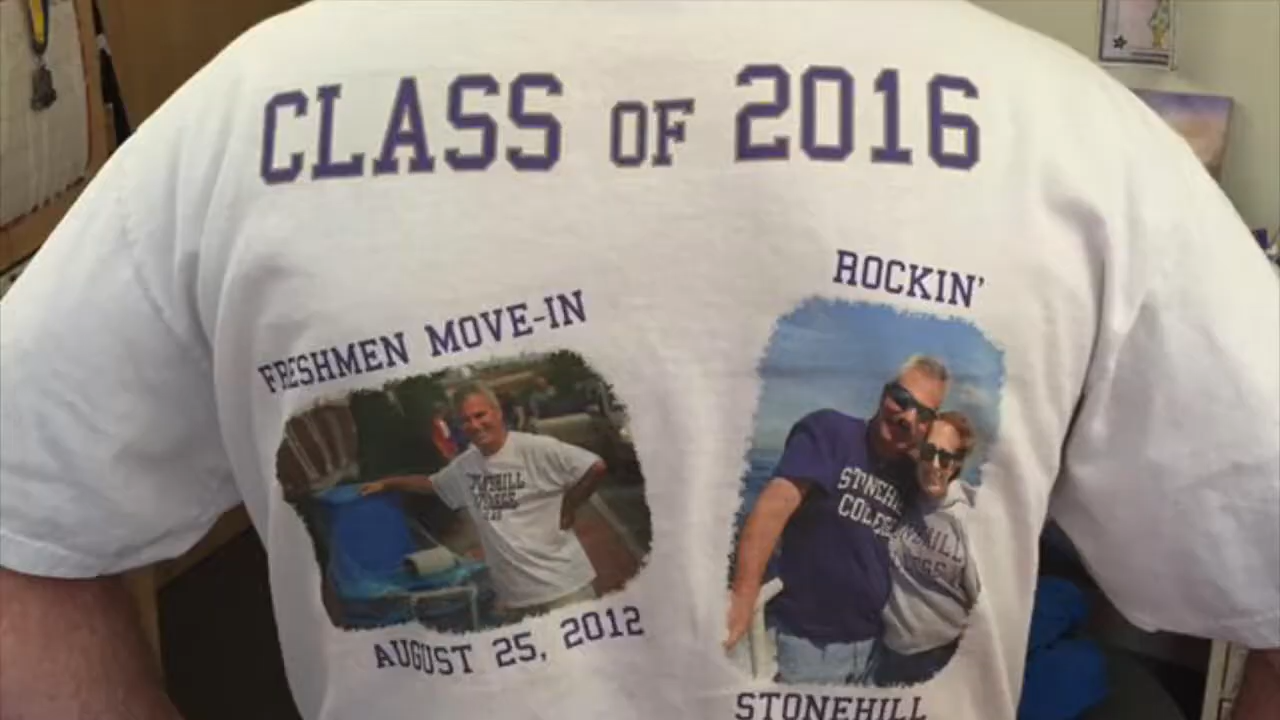 CLASS OF 2016
FRESHMEN MOVE-IN
AUGUST 25, 2012
ROCKIN'
STONEHILL
COLLEGE
STONEHILL